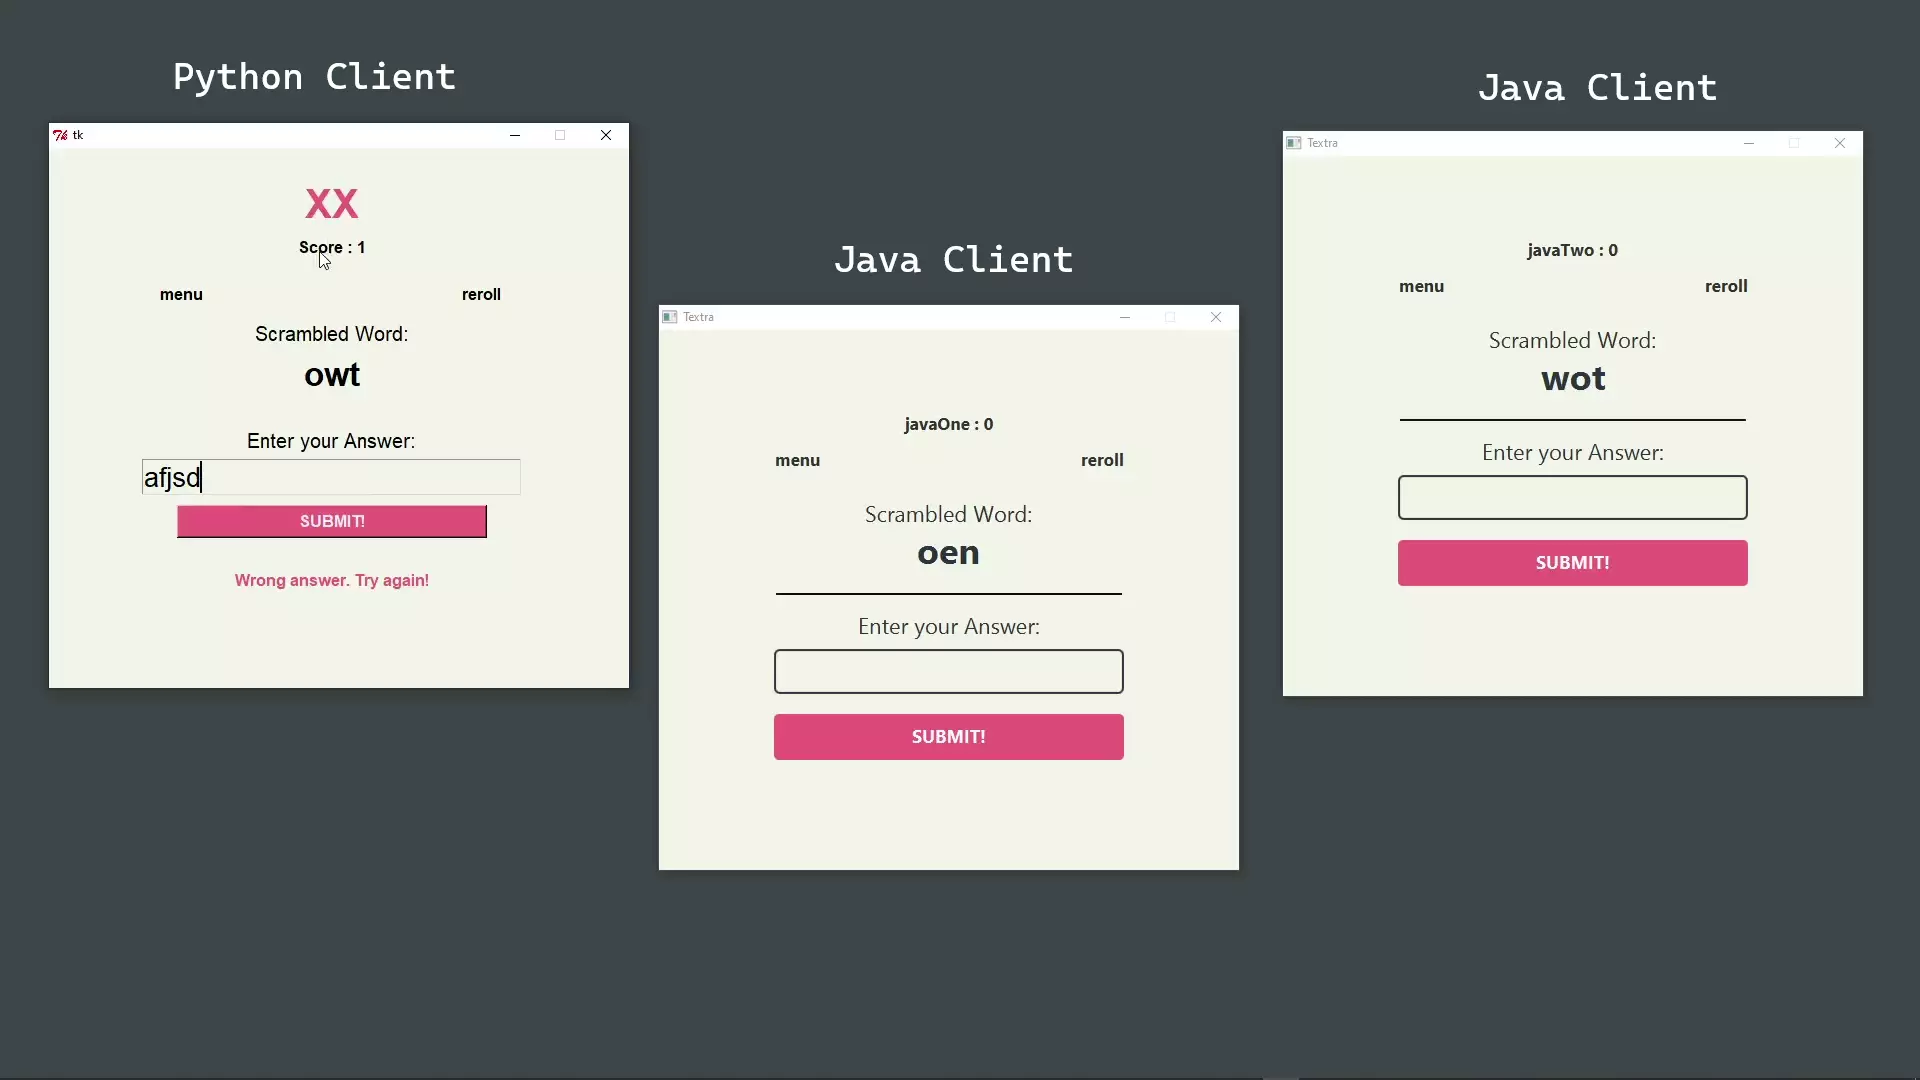 Python Client
tk
XX
Score : 1
menu
reroll
Scrambled Word:
owt
Enter your Answer:
afjsd
SUBMIT!
Wrong answer. Try again!
Java Client
Textra
javaOne : 0
menu
reroll
Scrambled Word:
oen
Enter your Answer:
SUBMIT!
Java Client
Textra
javaTwo : 0
menu
reroll
Scrambled Word:
wot
Enter your Answer:
SUBMIT!